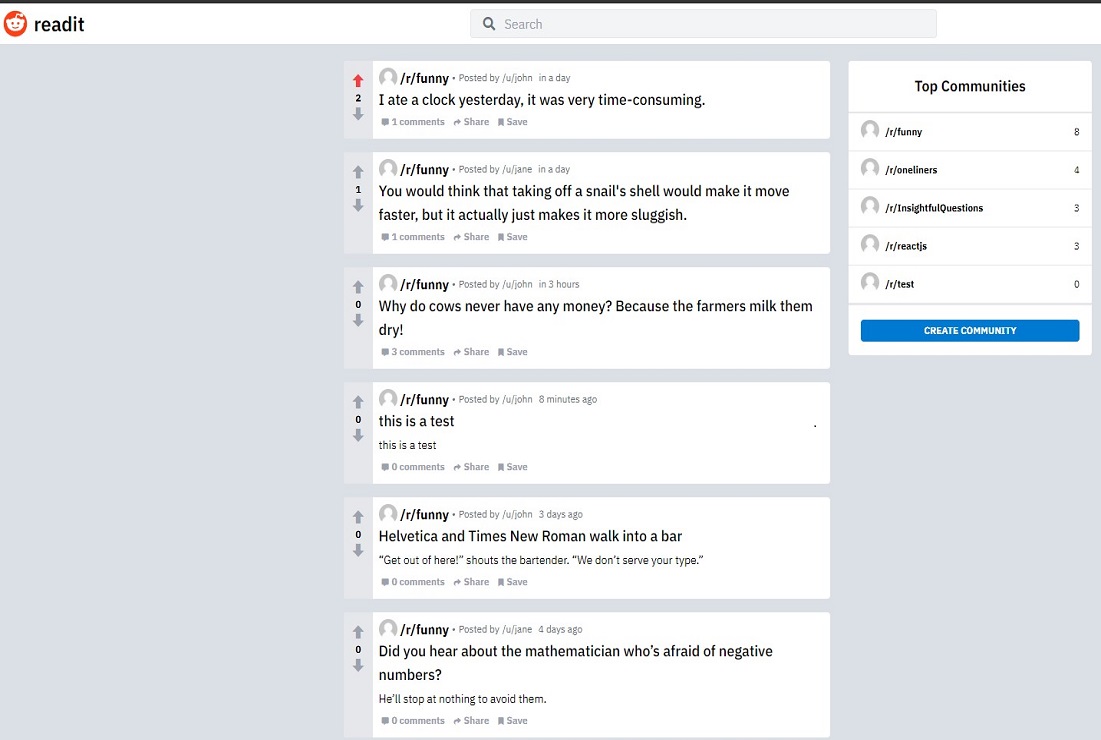 readit
Search
/r/funny • Posted by /u/john in a day
2
I ate a clock yesterday, it was very time-consuming.
1 comments Share Save
/r/funny • Posted by /u/jane in a day
1
You would think that taking off a snail's shell would make it move
faster, but it actually just makes it more sluggish.
1 comments Share Save
/r/funny • Posted by /u/john in 3 hours
0
Why do cows never have any money? Because the farmers milk them
dry!
3 comments Share Save
/r/funny • Posted by /u/john 8 minutes ago
0
this is a test
.
this is a test
0 comments Share Save
/r/funny • Posted by /u/john 3 days ago
0
Helvetica and Times New Roman walk into a bar
“Get out of here!” shouts the bartender. “We don’t serve your type.”
0 comments Share Save
/r/funny • Posted by /u/jane 4 days ago
0
Did you hear about the mathematician who’s afraid of negative
numbers?
He’ll stop at nothing to avoid them.
0 comments Share Save
Top Communities
/r/funny 8
/r/oneliners 4
/r/InsightfulQuestions 3
/r/reactjs 3
/r/test 0
CREATE COMMUNITY